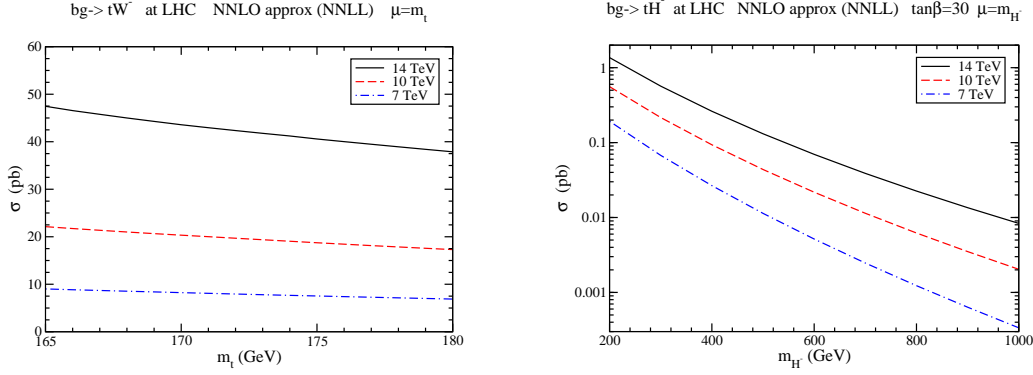 bg-> tW⁻ at LHC NNLO approx (NNLL) μ=mₜ
60
50
40
30
20
10
0
σ (pb)
14 TeV
10 TeV
7 TeV
165 170 175 180
mₜ (GeV)
bg-> tH⁻ at LHC NNLO approx (NNLL) tanβ=30 μ=m_H⁻
1
0.1
0.01
0.001
σ (pb)
14 TeV
10 TeV
7 TeV
200 400 600 800 1000
m_H⁻ (GeV)